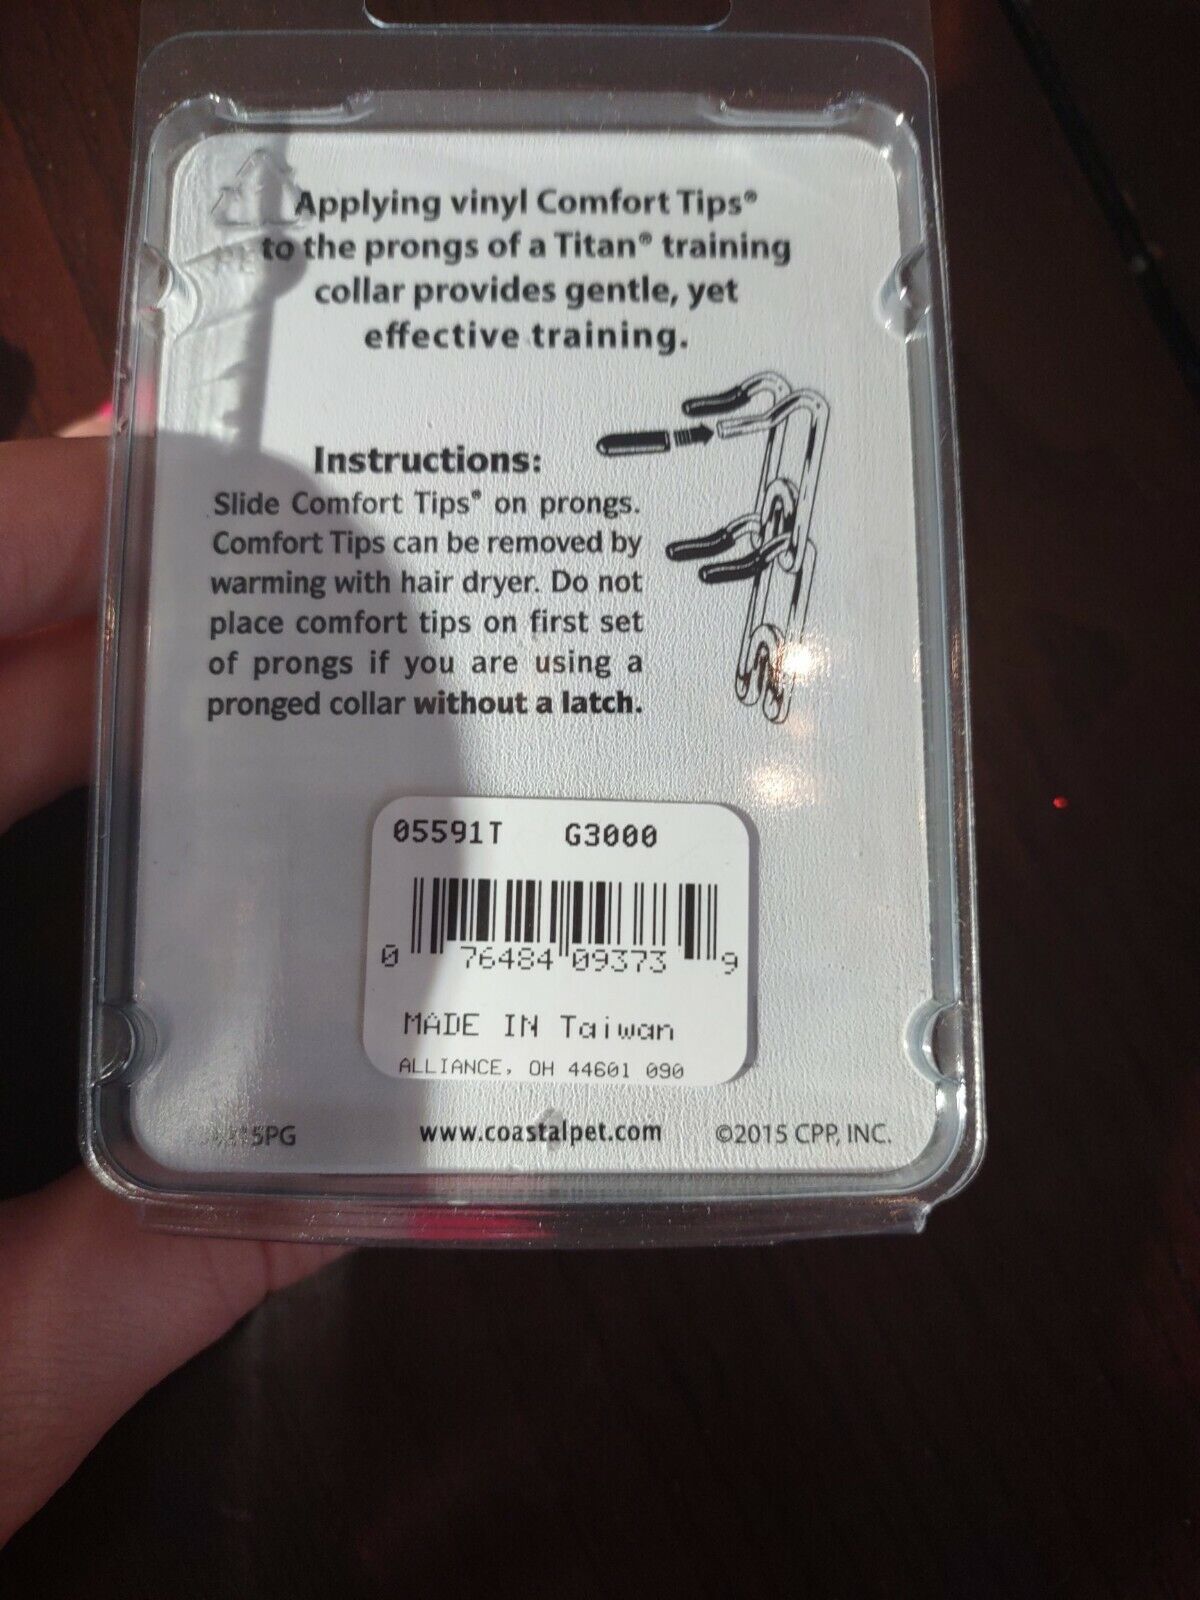 Applying vinyl Comfort Tips®
to the prongs of a Titan® training
collar provides gentle, yet
effective training.
Instructions:
Slide Comfort Tips® on prongs.
Comfort Tips can be removed by
warming with hair dryer. Do not
place comfort tips on first set
of prongs if you are using a
pronged collar without a latch.
05591T G3000
0 76484 09373 9
MADE IN Taiwan
ALLIANCE, OH 44601 090
www.coastalpet.com ©2015 CPP, INC.